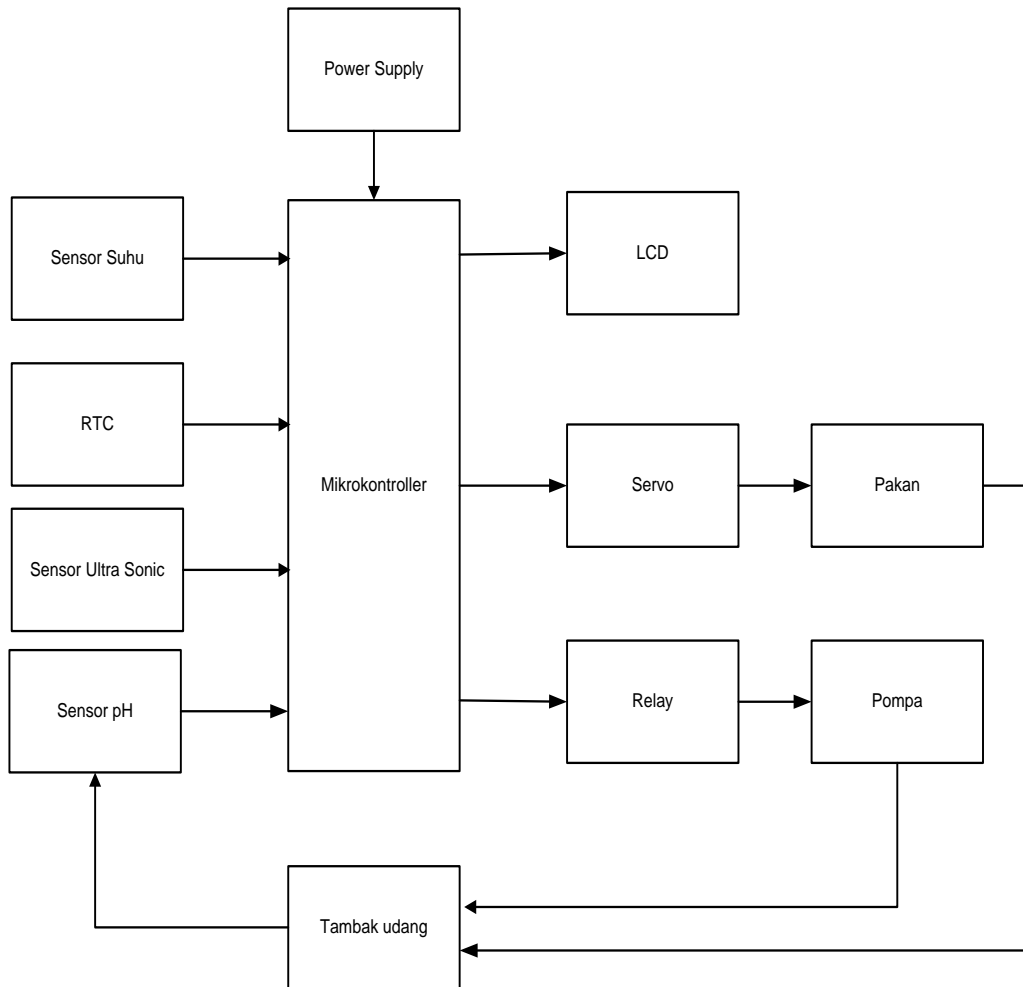 Power Supply
Sensor Suhu
LCD
RTC
Mikrokontroller
Servo
Pakan
Sensor Ultra Sonic
Sensor pH
Relay
Pompa
Tambak udang